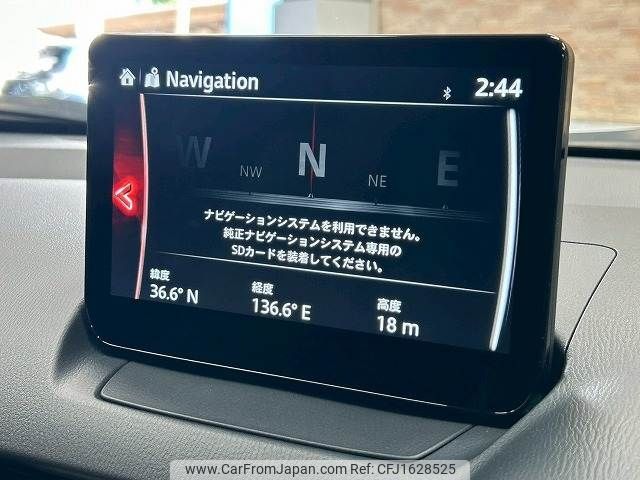 Navigation
2:44
W NW N NE E
ナビゲーションシステムを利用できません。
純正ナビゲーションシステム専用の
SDカードを装着してください。
緯度 経度 高度
36.6° N 136.6° E 18 m
www.CarFromJapan.com Ref No. CFJ1628525